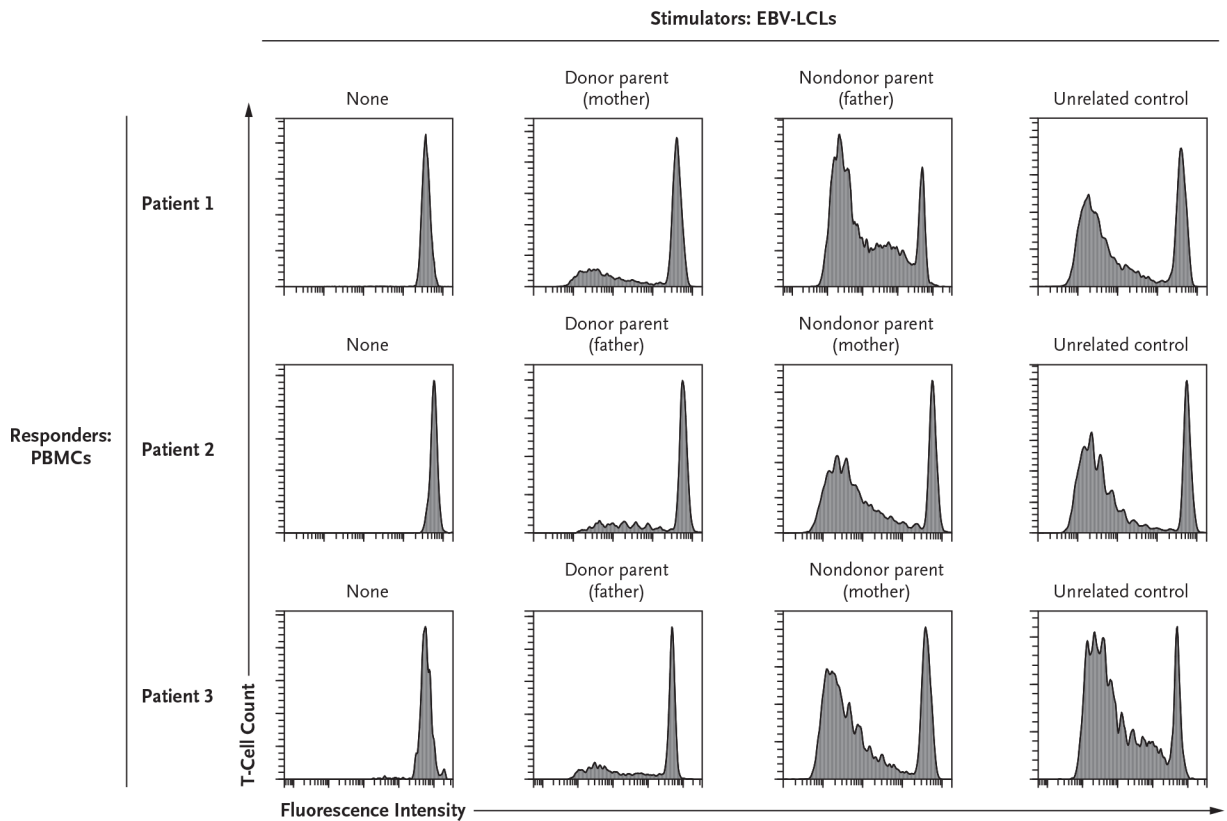 Stimulators: EBV-LCLs
None
Donor parent
(mother)
Nondonor parent
(father)
Unrelated control
Patient 1
None
Donor parent
(father)
Nondonor parent
(mother)
Unrelated control
Responders:
PBMCs
Patient 2
None
Donor parent
(father)
Nondonor parent
(mother)
Unrelated control
Patient 3
T-Cell Count
Fluorescence Intensity